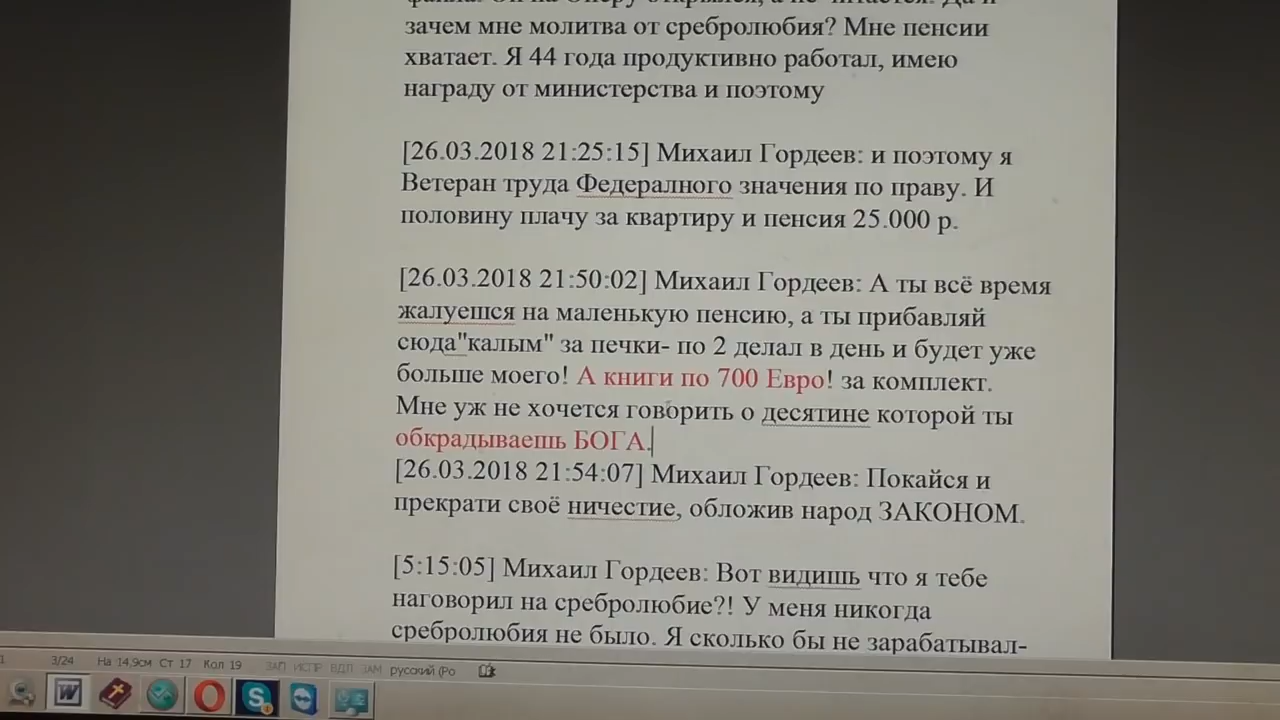 зачем мне молитва от сребролюбия? Мне пенсии
хватает. Я 44 года продуктивно работал, имею
награду от министерства и поэтому
[26.03.2018 21:25:15] Михаил Гордеев: и поэтому я
Ветеран труда Федералного значения по праву. И
половину плачу за квартиру и пенсия 25.000 р.
[26.03.2018 21:50:02] Михаил Гордеев: А ты всё время
жалуешся на маленькую пенсию, а ты прибавляй
сюда"калым" за печки- по 2 делал в день и будет уже
больше моего! А книги по 700 Евро! за комплект.
Мне уж не хочется говорить о десятине которой ты
обкрадываешь БОГА.
[26.03.2018 21:54:07] Михаил Гордеев: Покайся и
прекрати своё ничестие, обложив народ ЗАКОНОМ.
[5:15:05] Михаил Гордеев: Вот видишь что я тебе
наговорил на сребролюбие?! У меня никогда
сребролюбия не было. Я сколько бы не зарабатывал-
1 3/24 На 14,9см Ст 17 Кол 19 ЗАП ИСПР ВДЛ ЗАМ русский (Ро